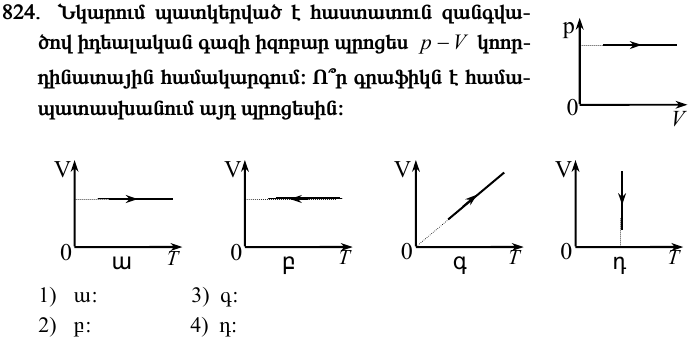 824. Նկարում պատկերված է հաստատուն զանգվա-
ծով իդեալական գազի իզոբար պրոցես p – V կոոր-
դինատային համակարգում: Ո՞ր գրաֆիկն է համա-
պատասխանում այդ պրոցեսին:
p
0
V
V V V V
0 T 0 T 0 T 0 T
ա բ գ դ
1) ա: 3) գ:
2) բ: 4) դ: